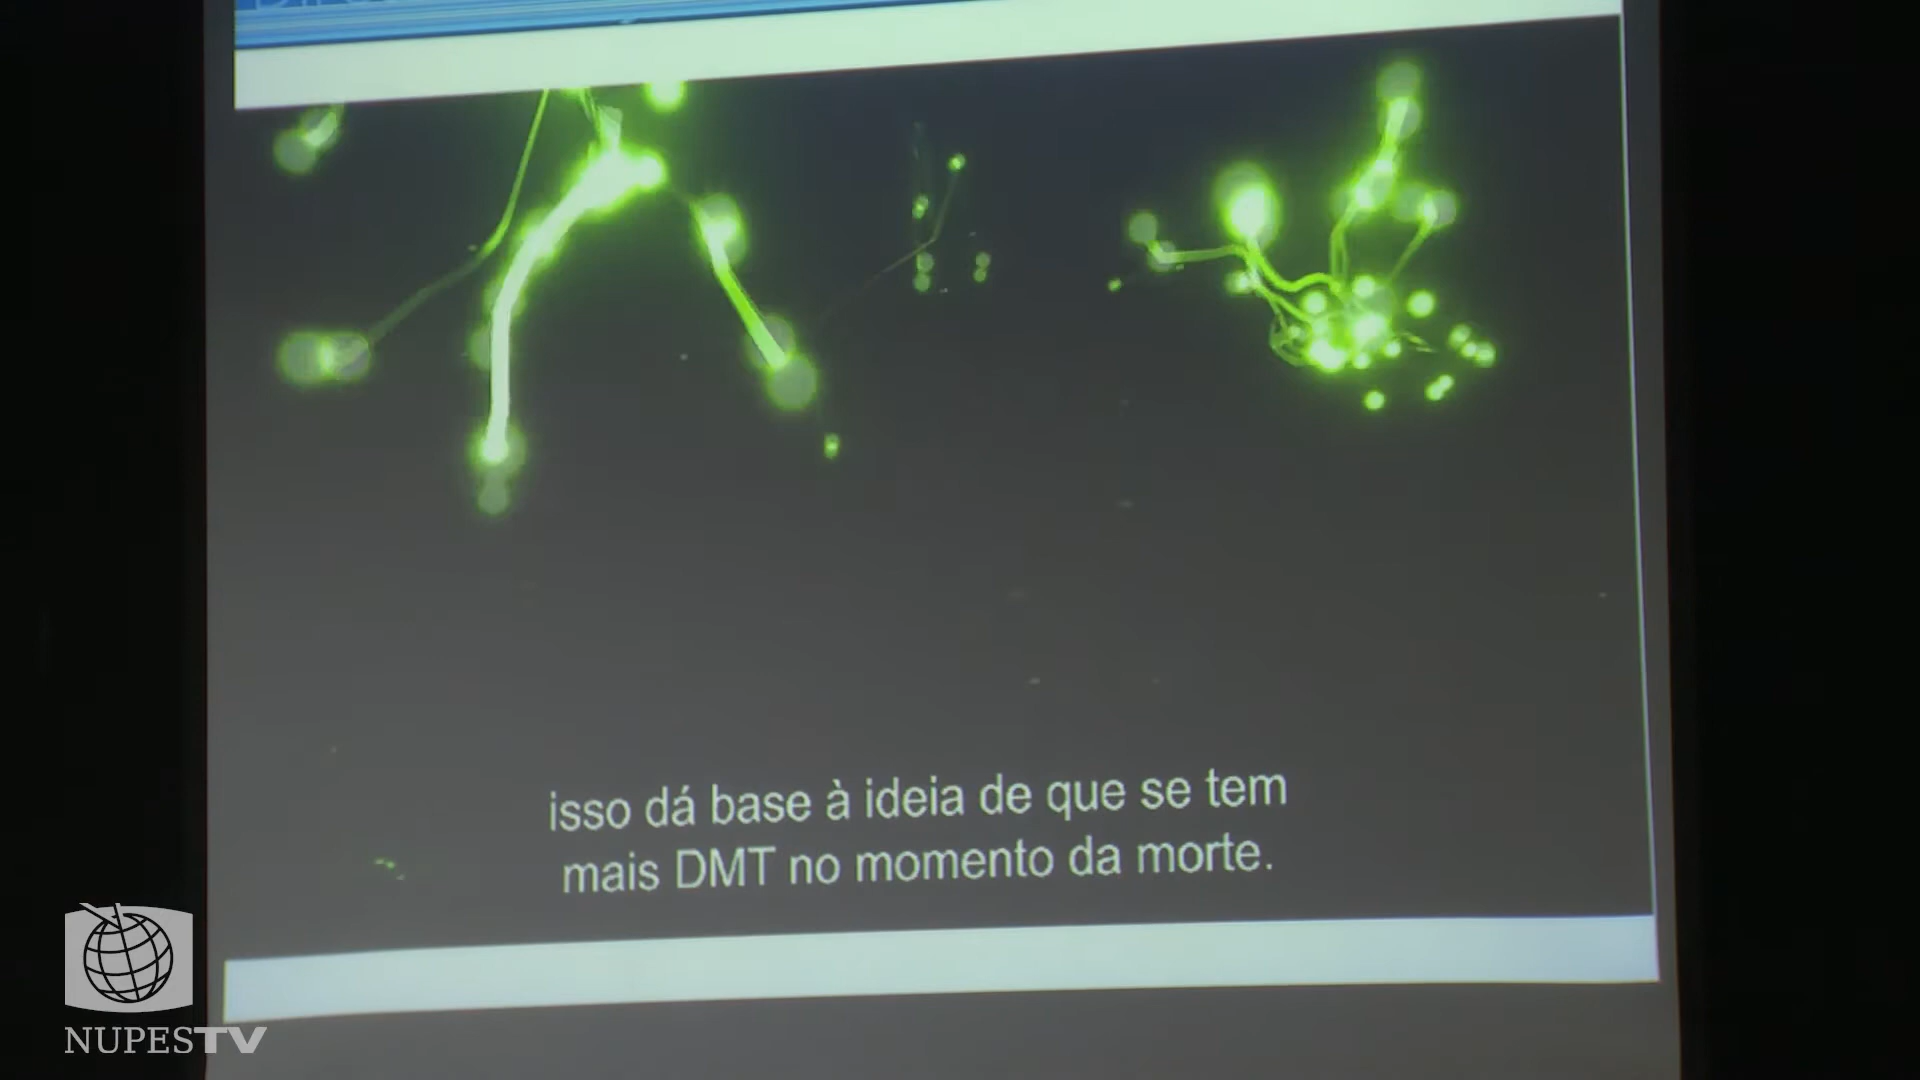 isso dá base à ideia de que se tem
mais DMT no momento da morte.
NUPESTV